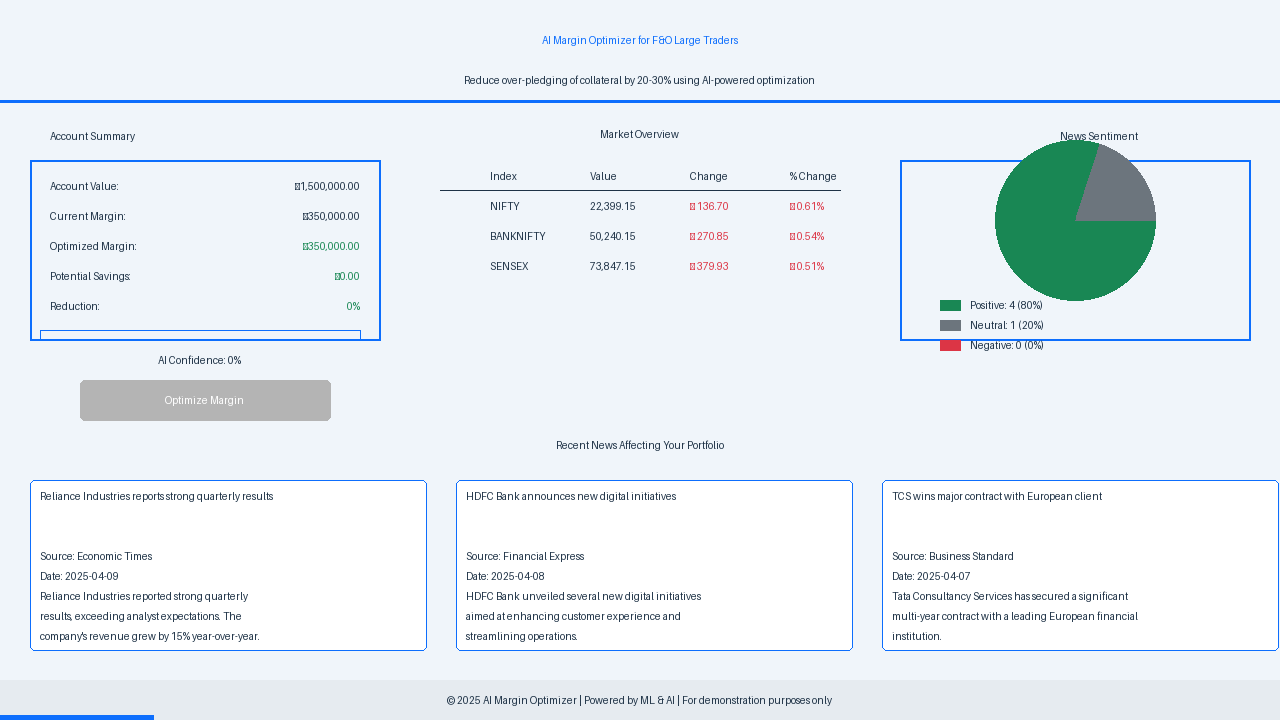 AI Margin Optimizer for F&O Large Traders
Reduce over-pledging of collateral by 20-30% using AI-powered optimization
Account Summary
Account Value: 1,500,000.00
Current Margin: 350,000.00
Optimized Margin: 350,000.00
Potential Savings: 0.00
Reduction: 0%
AI Confidence: 0%
Optimize Margin
Market Overview
Index Value Change % Change
NIFTY 22,399.15 136.70 0.61%
BANKNIFTY 50,240.15 270.85 0.54%
SENSEX 73,847.15 379.93 0.51%
News Sentiment
Positive: 4 (80%)
Neutral: 1 (20%)
Negative: 0 (0%)
Recent News Affecting Your Portfolio
Reliance Industries reports strong quarterly results
Source: Economic Times
Date: 2025-04-09
Reliance Industries reported strong quarterly
results, exceeding analyst expectations. The
company's revenue grew by 15% year-over-year.
HDFC Bank announces new digital initiatives
Source: Financial Express
Date: 2025-04-08
HDFC Bank unveiled several new digital initiatives
aimed at enhancing customer experience and
streamlining operations.
TCS wins major contract with European client
Source: Business Standard
Date: 2025-04-07
Tata Consultancy Services has secured a significant
multi-year contract with a leading European financial
institution.
© 2025 AI Margin Optimizer | Powered by ML & AI | For demonstration purposes only